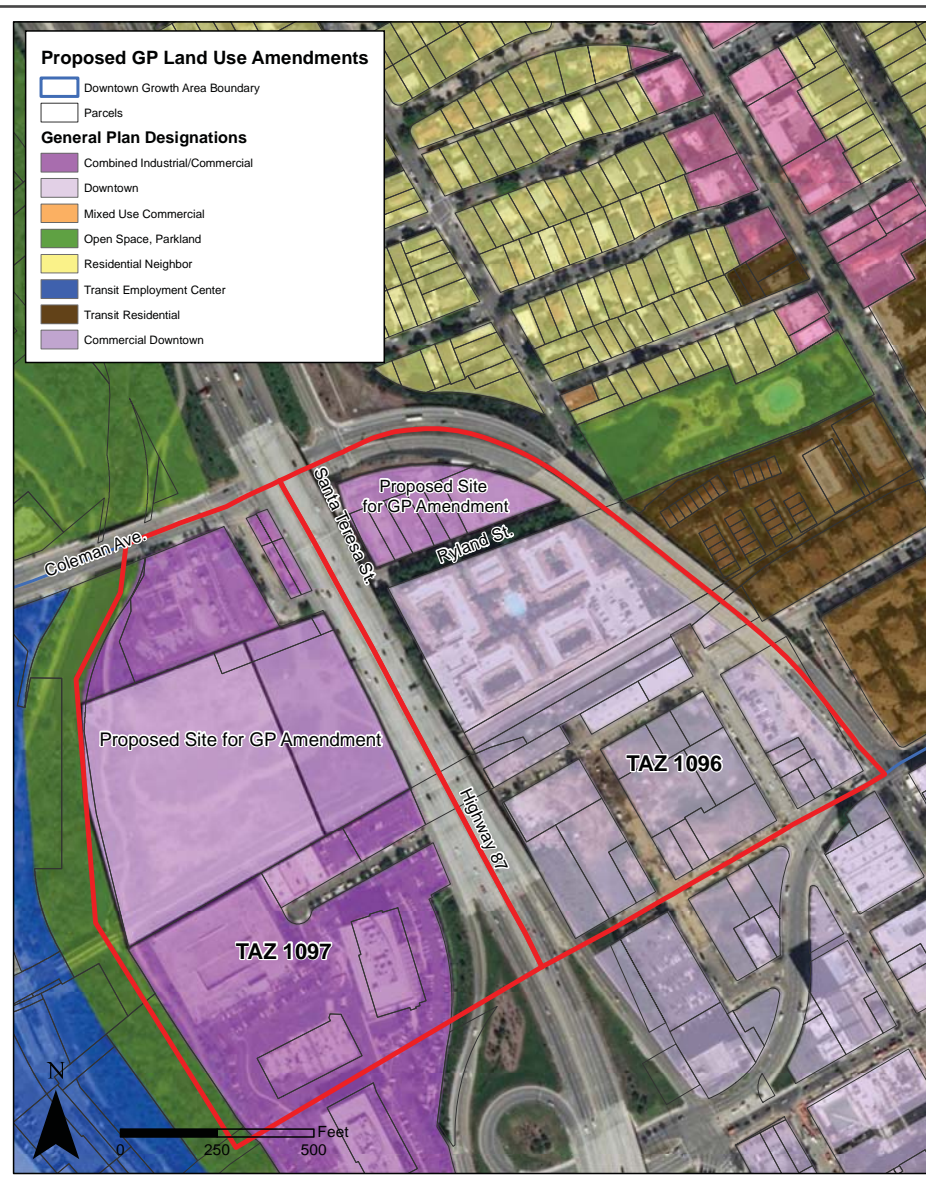 Proposed GP Land Use Amendments
Downtown Growth Area Boundary
Parcels
General Plan Designations
Combined Industrial/Commercial
Downtown
Mixed Use Commercial
Open Space, Parkland
Residential Neighbor
Transit Employment Center
Transit Residential
Commercial Downtown
Santa Teresa St.
Proposed Site
for GP Amendment
Ryland St.
Coleman Ave.
Proposed Site for GP Amendment
TAZ 1096
Highway 87
TAZ 1097
N
Feet
0 250 500